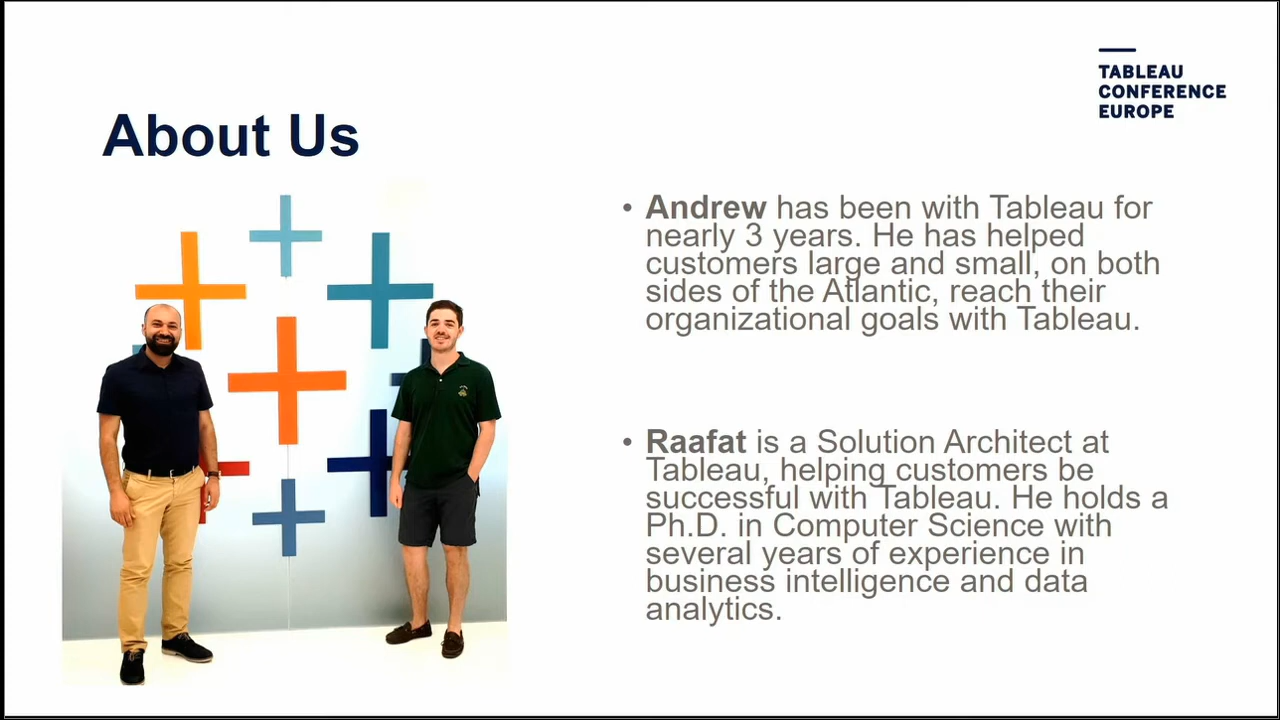 TABLEAU
CONFERENCE
EUROPE
About Us
• Andrew has been with Tableau for
nearly 3 years. He has helped
customers large and small, on both
sides of the Atlantic, reach their
organizational goals with Tableau.
• Raafat is a Solution Architect at
Tableau, helping customers be
successful with Tableau. He holds a
Ph.D. in Computer Science with
several years of experience in
business intelligence and data
analytics.